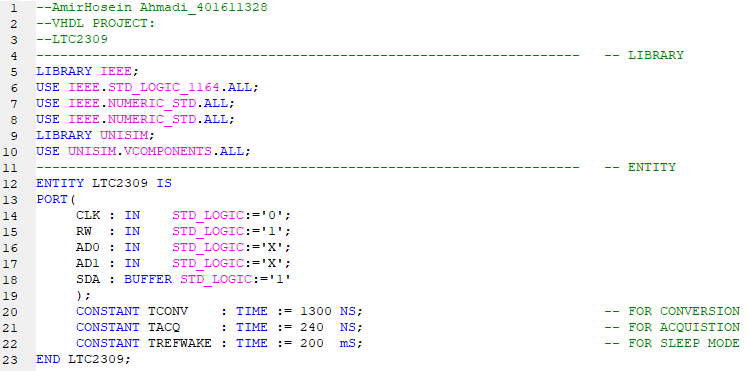 1 --AmirHosein Ahmadi_401611328
2 --VHDL PROJECT:
3 --LTC2309
4 -------------------------------------------------------------------- -- LIBRARY
5 LIBRARY IEEE;
6 USE IEEE.STD_LOGIC_1164.ALL;
7 USE IEEE.NUMERIC_STD.ALL;
8 USE IEEE.NUMERIC_STD.ALL;
9 LIBRARY UNISIM;
10 USE UNISIM.VCOMPONENTS.ALL;
11 -------------------------------------------------------------------- -- ENTITY
12 ENTITY LTC2309 IS
13 PORT(
14 CLK : IN STD_LOGIC:='0';
15 RW : IN STD_LOGIC:='1';
16 AD0 : IN STD_LOGIC:='X';
17 AD1 : IN STD_LOGIC:='X';
18 SDA : BUFFER STD_LOGIC:='1'
19 );
20 CONSTANT TCONV : TIME := 1300 NS; -- FOR CONVERSION
21 CONSTANT TACQ : TIME := 240 NS; -- FOR ACQUISTION
22 CONSTANT TREFWAKE : TIME := 200 mS; -- FOR SLEEP MODE
23 END LTC2309;